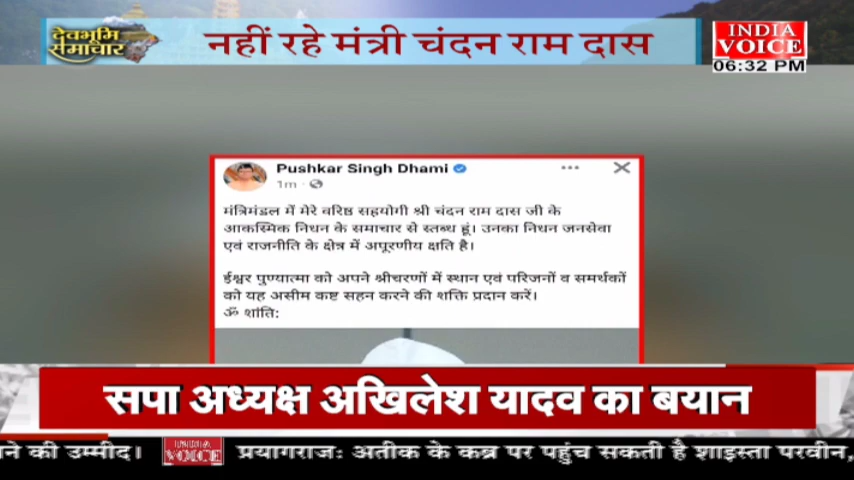 देवभूमि
समाचार
नहीं रहे मंत्री चंदन राम दास
INDIA
VOICE
06:32 PM
Pushkar Singh Dhami
1m
मंत्रिमंडल में मेरे वरिष्ठ सहयोगी श्री चंदन राम दास जी के
आकस्मिक निधन के समाचार से स्तब्ध हूं। उनका निधन जनसेवा
एवं राजनीति के क्षेत्र में अपूरणीय क्षति है।
ईश्वर पुण्यात्मा को अपने श्रीचरणों में स्थान एवं परिजनों व समर्थकों
को यह असीम कष्ट सहन करने की शक्ति प्रदान करें।
ॐ शांति:
सपा अध्यक्ष अखिलेश यादव का बयान
की उम्मीद। INDIA VOICE प्रयागराज: अतीक के कब्र पर पहुंच सकती है शाइस्ता परवीन,